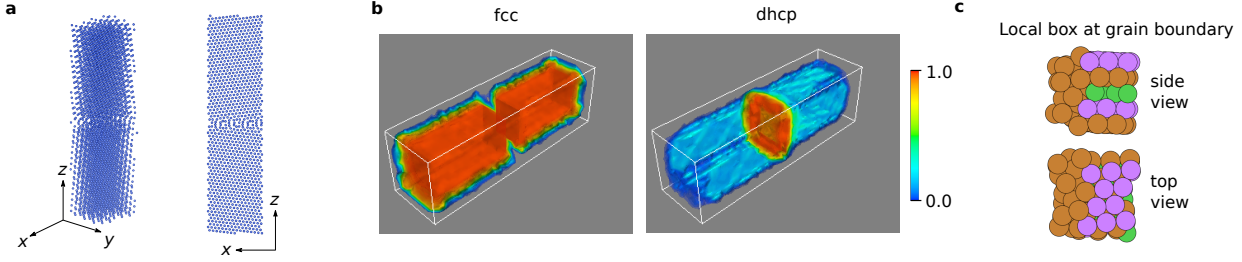 a
z
x
y
z
x
b
fcc
dhcp
1.0
0.0
c
Local box at grain boundary
side
view
top
view